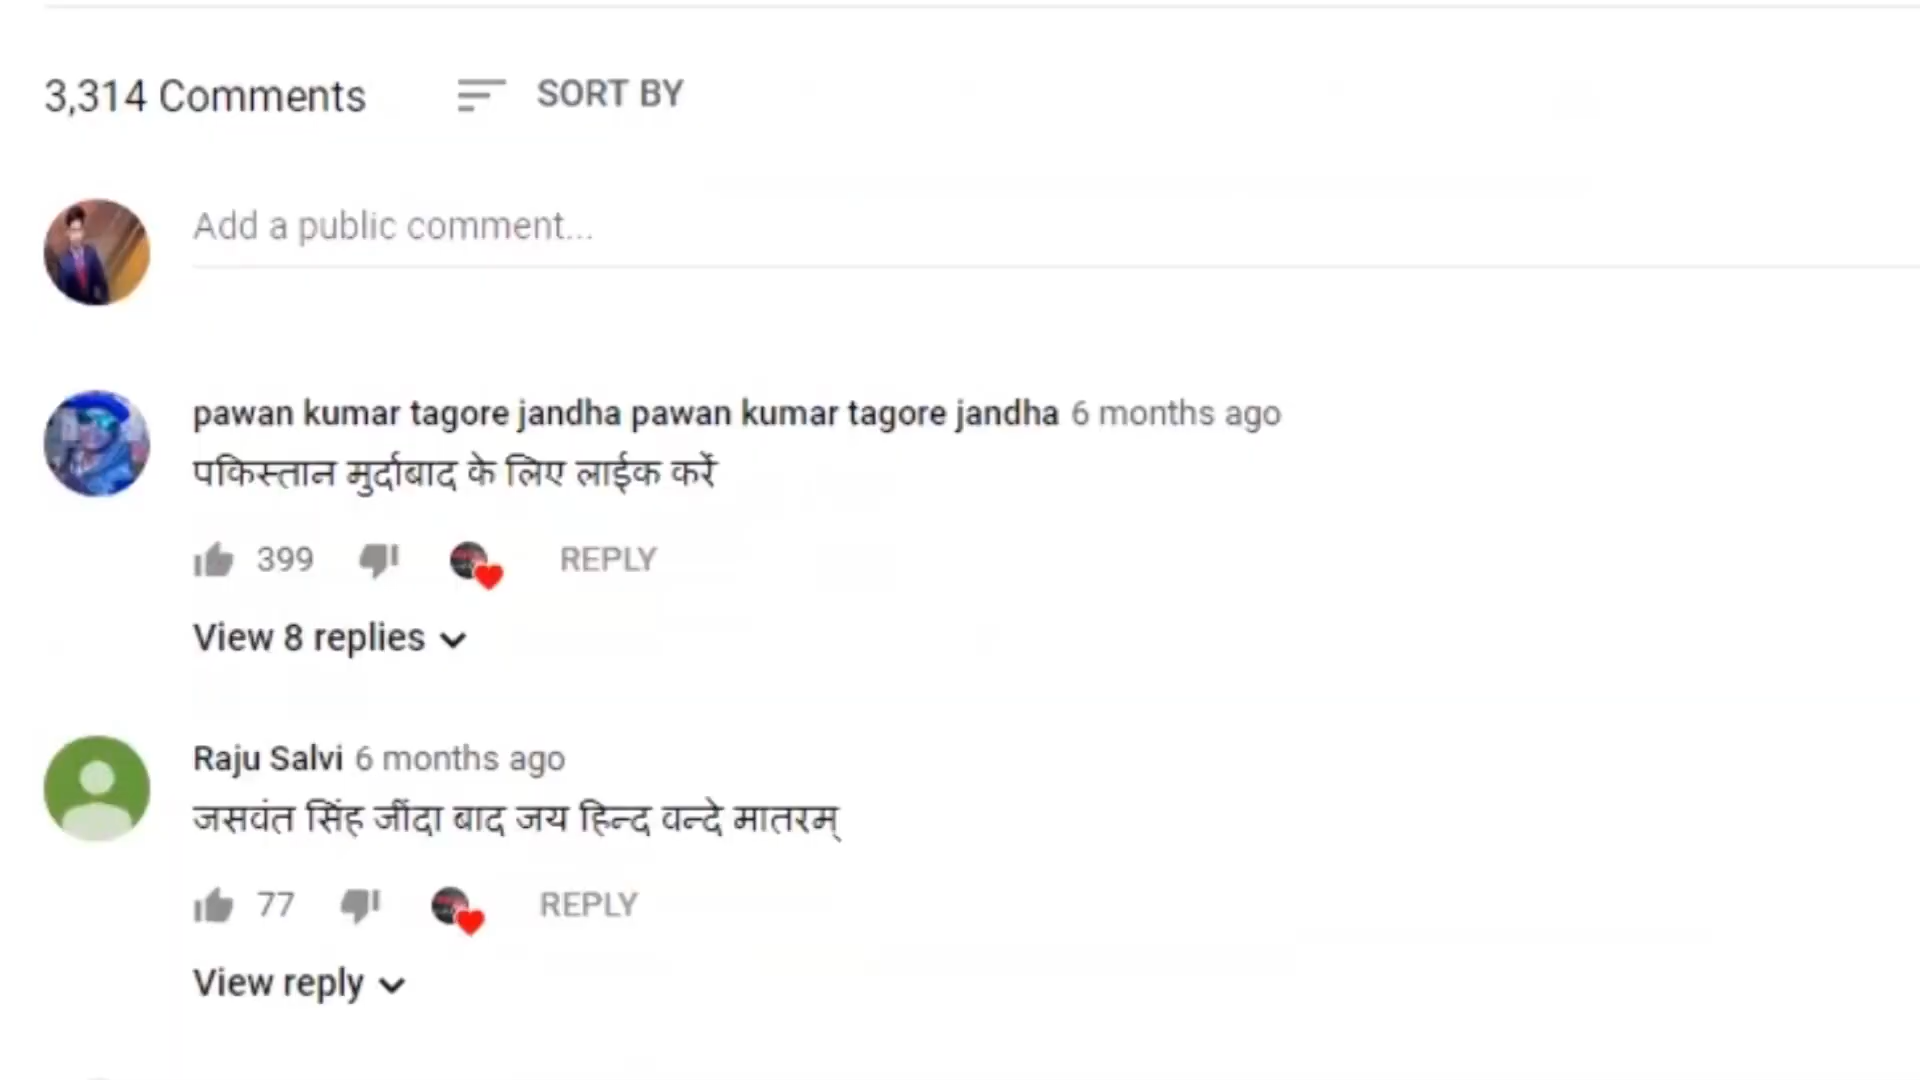 3,314 Comments SORT BY
Add a public comment...
pawan kumar tagore jandha pawan kumar tagore jandha 6 months ago
पकिस्तान मुर्दाबाद के लिए लाईक करें
399 REPLY
View 8 replies
Raju Salvi 6 months ago
जसवंत सिंह जींदा बाद जय हिन्द वन्दे मातरम्
77 REPLY
View reply